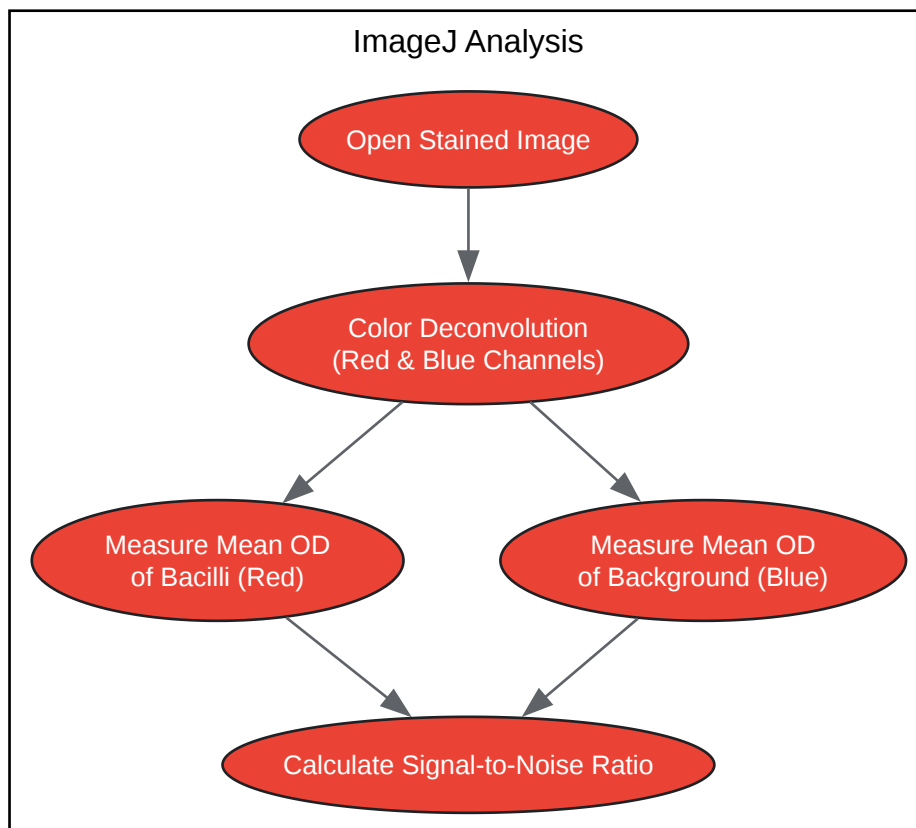 ImageJ Analysis
Open Stained Image
Color Deconvolution
(Red & Blue Channels)
Measure Mean OD
of Bacilli (Red)
Measure Mean OD
of Background (Blue)
Calculate Signal-to-Noise Ratio